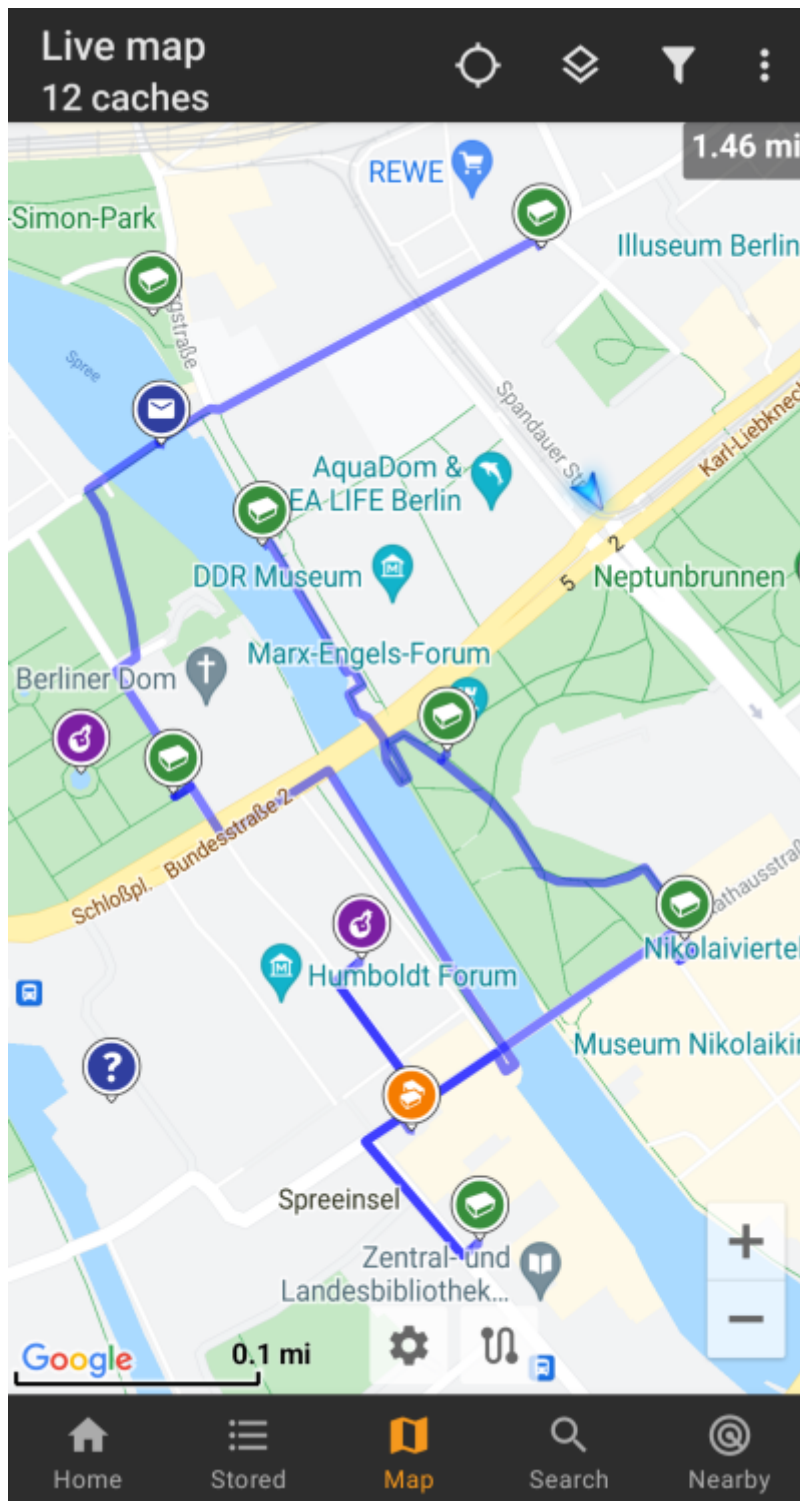 Live map
12 caches
1.46 mi
REWE
-Simon-Park
Illuseum Berlin
Spree
Spandauer Str
Karl-Liebknec
AquaDom &
EA LIFE Berlin
DDR Museum
2
5
Neptunbrunnen
Marx-Engels-Forum
Berliner Dom
Schloßpl.
Bundesstraße 2
athausstraß
Nikolaiviertel
Humboldt Forum
Museum Nikolaikir
?
Spreeinsel
Zentral- und
Landesbibliothek...
+
−
Google
0.1 mi
Home
Stored
Map
Search
Nearby